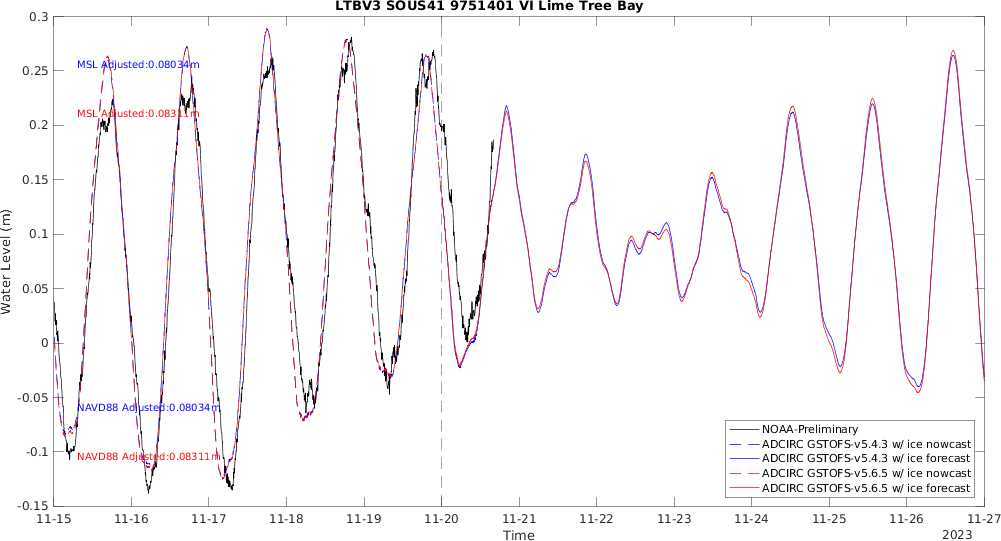 LTBV3 SOUS41 9751401 VI Lime Tree Bay
0.3
0.25
0.2
0.15
0.1
0.05
0
-0.05
-0.1
-0.15
Water Level (m)
MSL Adjusted:0.08034m
MSL Adjusted:0.08311m
NAVD88 Adjusted:0.08034m
NAVD88 Adjusted:0.08311m
NOAA-Preliminary
ADCIRC GSTOFS-v5.4.3 w/ ice nowcast
ADCIRC GSTOFS-v5.4.3 w/ ice forecast
ADCIRC GSTOFS-v5.6.5 w/ ice nowcast
ADCIRC GSTOFS-v5.6.5 w/ ice forecast
11-15 11-16 11-17 11-18 11-19 11-20 11-21 11-22 11-23 11-24 11-25 11-26 11-27
Time
2023